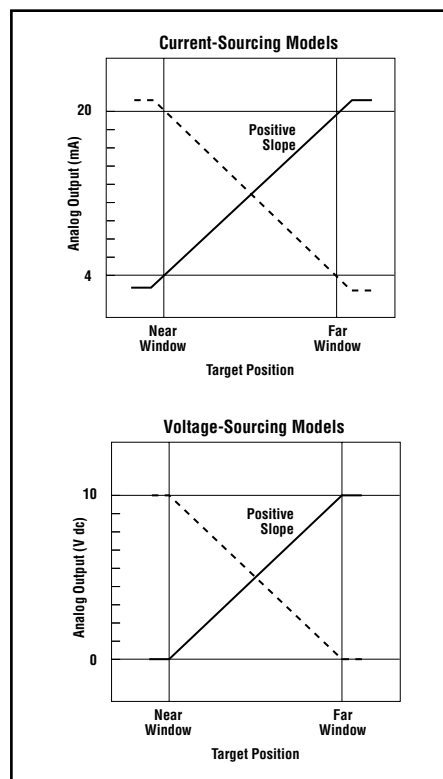 Current-Sourcing Models
20
Positive
Slope
Analog Output (mA)
4
Near
Window
Far
Window
Target Position
Voltage-Sourcing Models
10
Positive
Slope
Analog Output (V dc)
0
Near
Window
Far
Window
Target Position